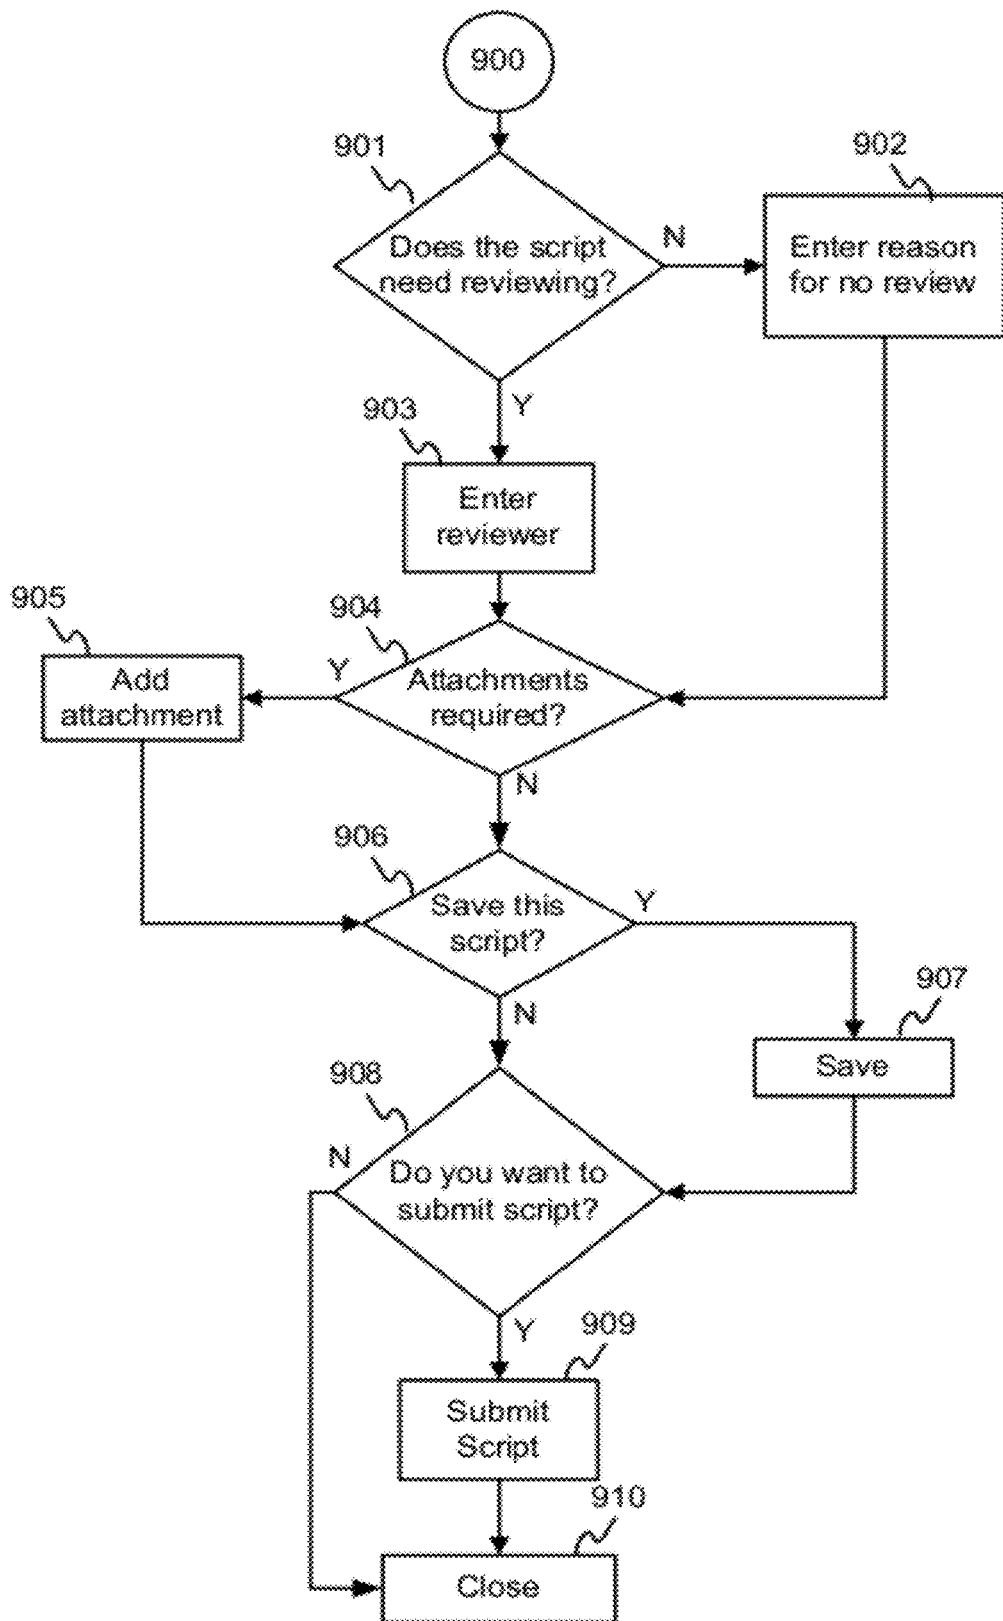 900
901
902
Does the script
need reviewing?
N
Enter reason
for no review
Y
903
Enter
reviewer
905
904
Add
attachment
Y
Attachments
required?
N
906
Save this
script?
Y
N
907
Save
908
N
Do you want to
submit script?
Y
909
Submit
Script
910
Close